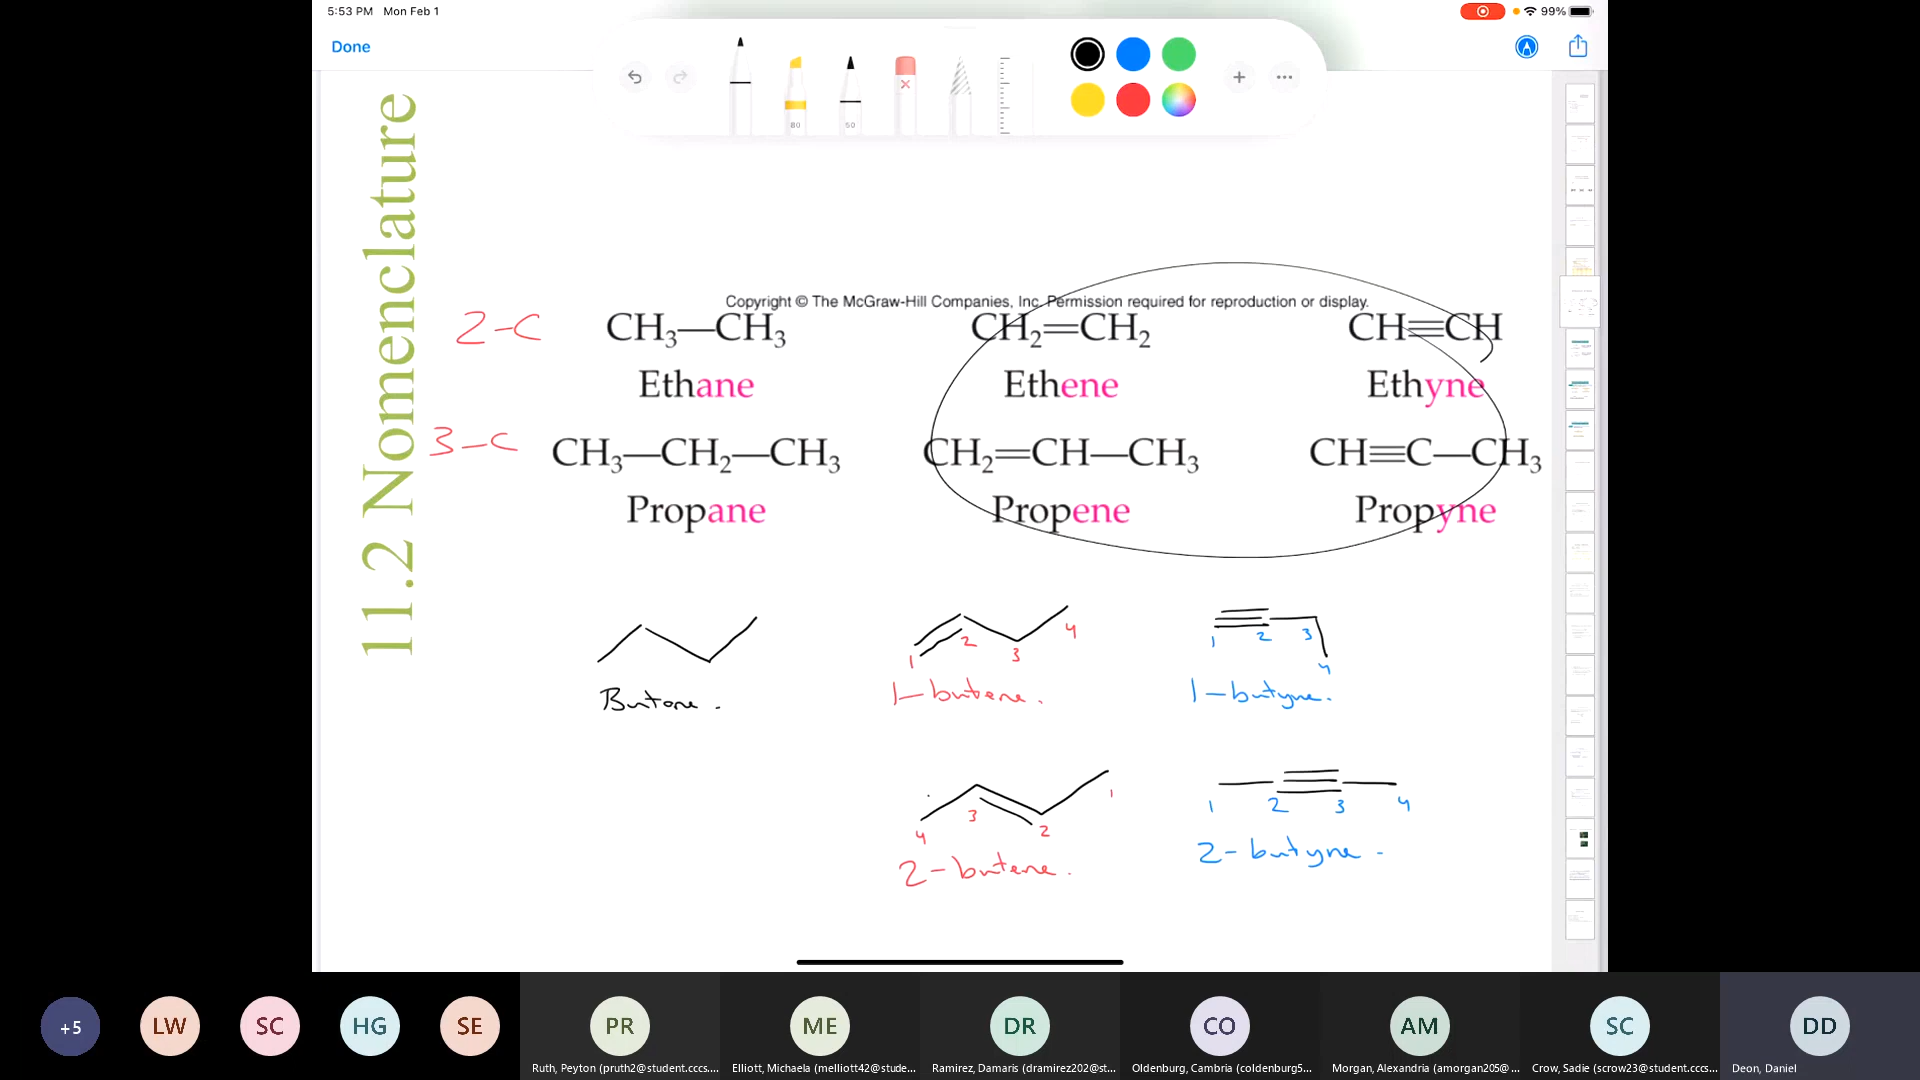 5:53 PM Mon Feb 1
99%
Done
80
50
11.2 Nomenclature
Copyright © The McGraw-Hill Companies, Inc. Permission required for reproduction or display.
2-C
CH3—CH3
CH2=CH2
CH≡CH
Ethane
Ethene
Ethyne
3-C
CH3—CH2—CH3
CH2=CH—CH3
CH≡C—CH3
Propane
Propene
Propyne
1 2 3 4
1 2 3 4
Butane.
1-butene.
1-butyne.
4 3 2 1
1 2 3 4
2-butene.
2-butyne.
+5
LW
SC
HG
SE
PR
ME
DR
CO
AM
SC
DD
Ruth, Peyton (pruth2@student.cccs....
Elliott, Michaela (melliott42@stude...
Ramirez, Damaris (dramirez202@st...
Oldenburg, Cambria (coldenburg5...
Morgan, Alexandria (amorgan205@...
Crow, Sadie (scrow23@student.cccs...
Deon, Daniel